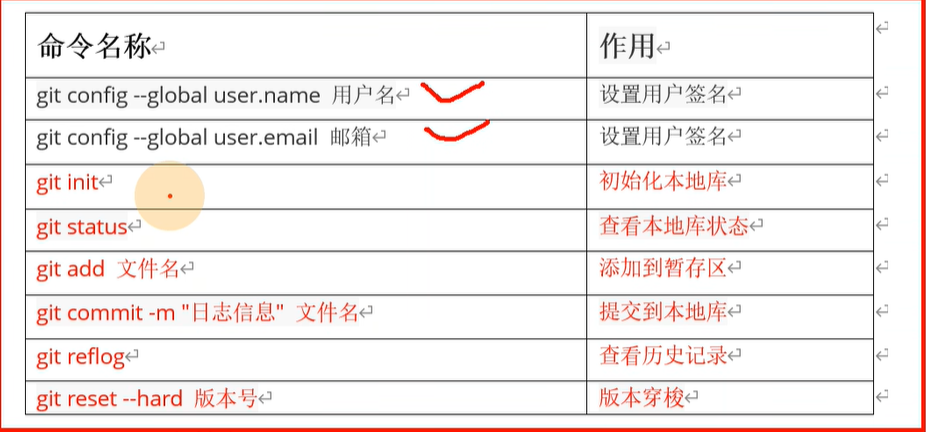 命令名称 作用
git config --global user.name 用户名 设置用户签名
git config --global user.email 邮箱 设置用户签名
git init 初始化本地库
git status 查看本地库状态
git add 文件名 添加到暂存区
git commit -m "日志信息" 文件名 提交到本地库
git reflog 查看历史记录
git reset --hard 版本号 版本穿梭